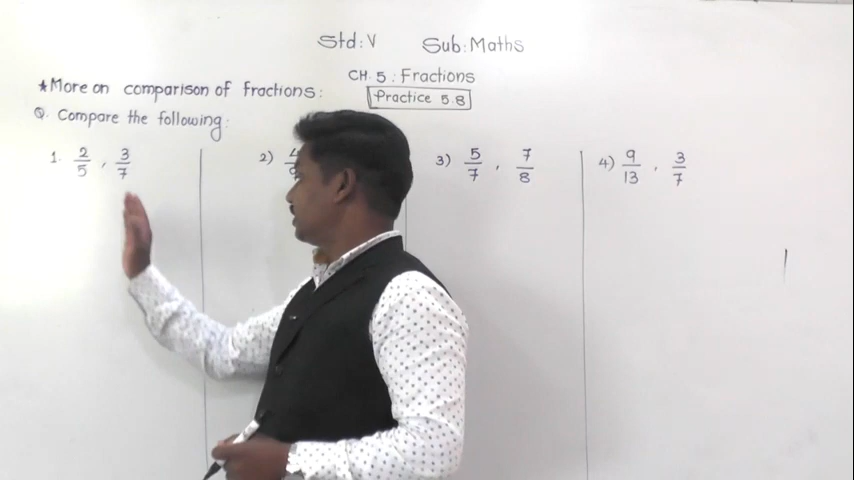 Std: V Sub: Maths
CH. 5 : Fractions
*More on comparison of fractions:
Practice 5.8
Q. Compare the following:
1. 2/5 , 3/7
2)
3) 5/7 , 7/8
4) 9/13 , 3/7